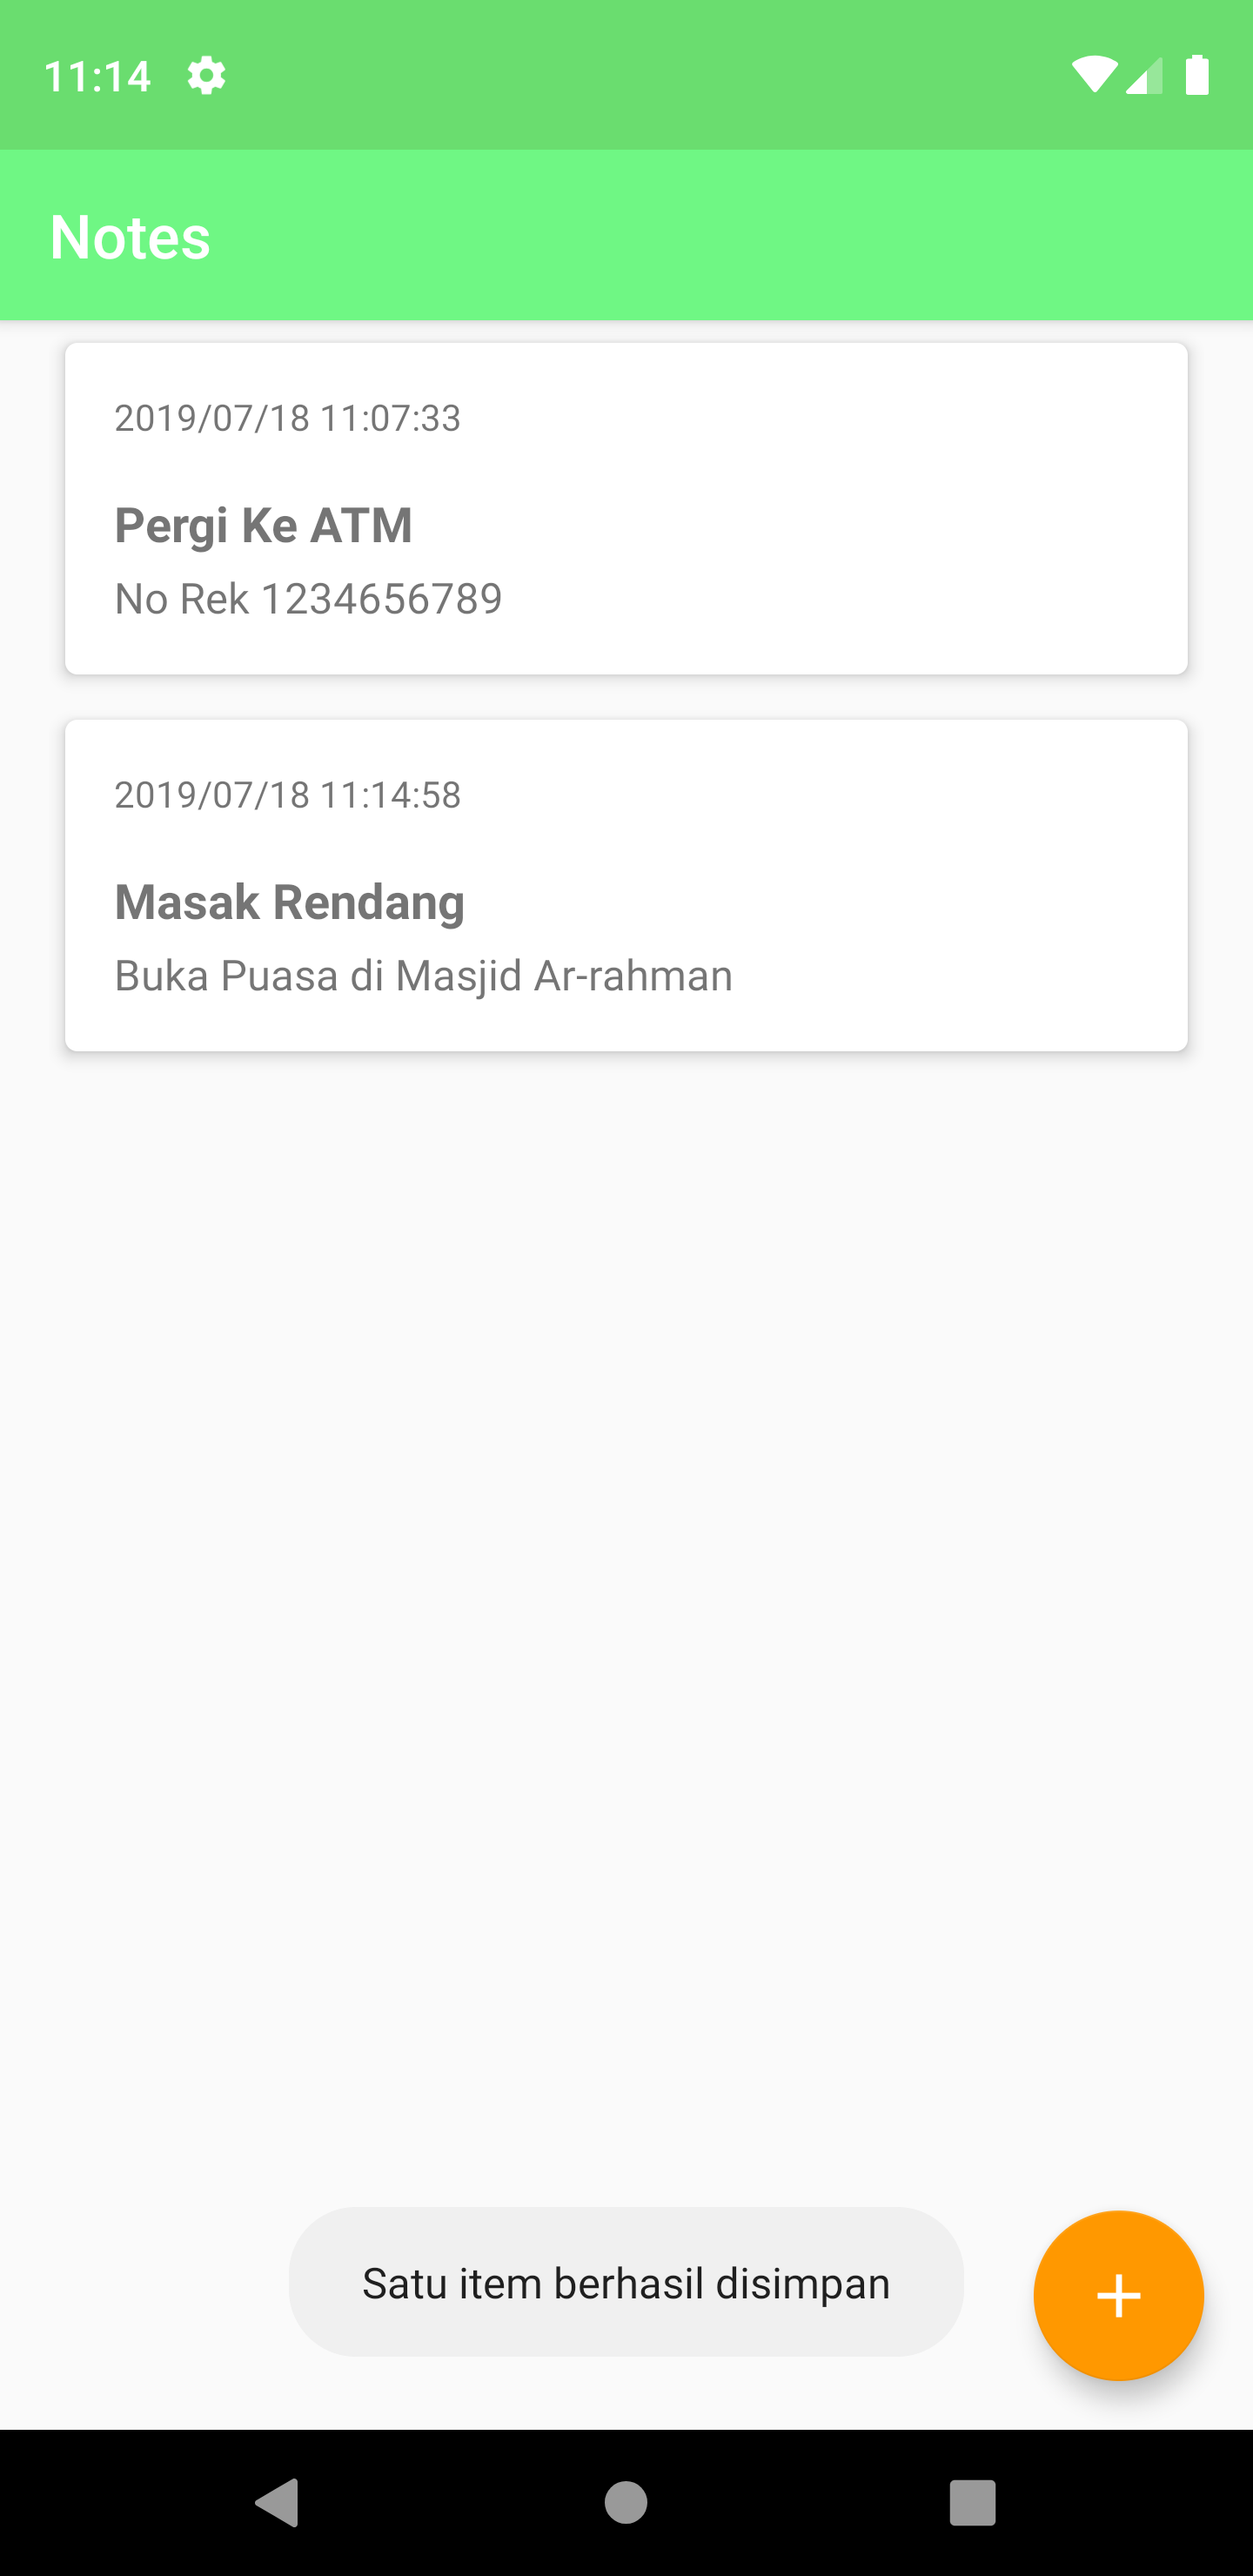 11:14
Notes
2019/07/18 11:07:33
Pergi Ke ATM
No Rek 1234656789
2019/07/18 11:14:58
Masak Rendang
Buka Puasa di Masjid Ar-rahman
Satu item berhasil disimpan